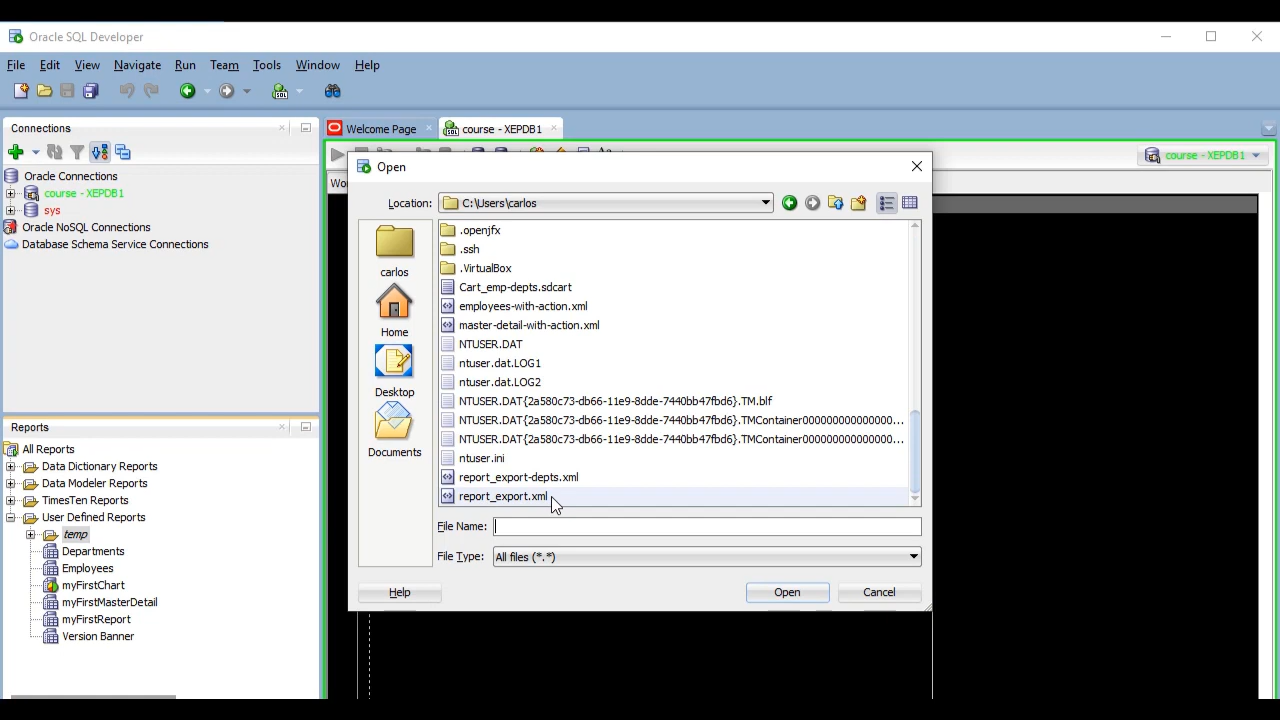 Oracle SQL Developer
File Edit View Navigate Run Team Tools Window Help
Connections
Oracle Connections
course - XEPDB1
sys
Oracle NoSQL Connections
Database Schema Service Connections
Reports
All Reports
Data Dictionary Reports
Data Modeler Reports
TimesTen Reports
User Defined Reports
temp
Departments
Employees
myFirstChart
myFirstMasterDetail
myFirstReport
Version Banner
Welcome Page
course - XEPDB1
course - XEPDB1
Open
Location: C:\Users\carlos
carlos
Home
Desktop
Documents
.openjfx
.ssh
.VirtualBox
Cart_emp-depts.sdcart
employees-with-action.xml
master-detail-with-action.xml
NTUSER.DAT
ntuser.dat.LOG1
ntuser.dat.LOG2
NTUSER.DAT{2a580c73-db66-11e9-8dde-7440bb47fbd6}.TM.blf
NTUSER.DAT{2a580c73-db66-11e9-8dde-7440bb47fbd6}.TMContainer000000000000000...
NTUSER.DAT{2a580c73-db66-11e9-8dde-7440bb47fbd6}.TMContainer000000000000000...
ntuser.ini
report_export-depts.xml
report_export.xml
File Name:
File Type: All files (*.*)
Help Open Cancel